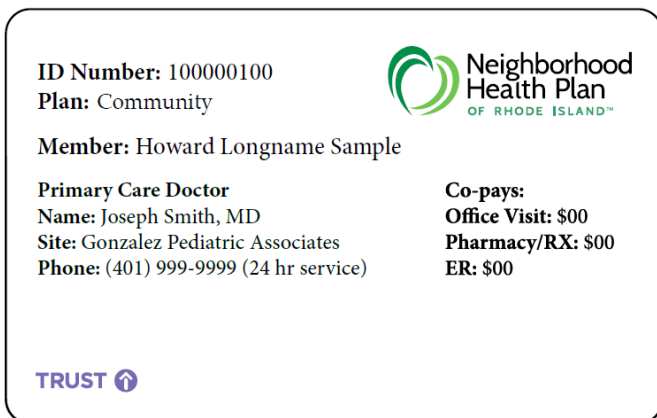 ID Number: 100000100
Plan: Community
Neighborhood
Health Plan
OF RHODE ISLAND™
Member: Howard Longname Sample
Primary Care Doctor
Name: Joseph Smith, MD
Site: Gonzalez Pediatric Associates
Phone: (401) 999-9999 (24 hr service)
Co-pays:
Office Visit: $00
Pharmacy/RX: $00
ER: $00
TRUST